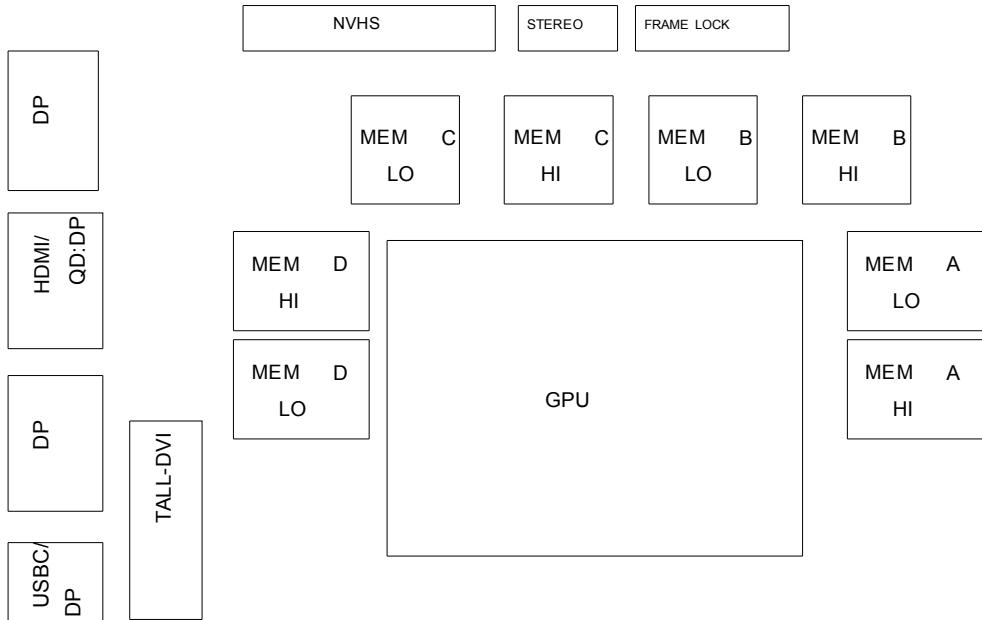 NVHS
STEREO
FRAME LOCK
DP
MEM C
LO
MEM C
HI
MEM B
LO
MEM B
HI
HDMI/
QD:DP
MEM D
HI
MEM A
LO
MEM D
LO
GPU
MEM A
HI
DP
TALL-DVI
USBC/
DP